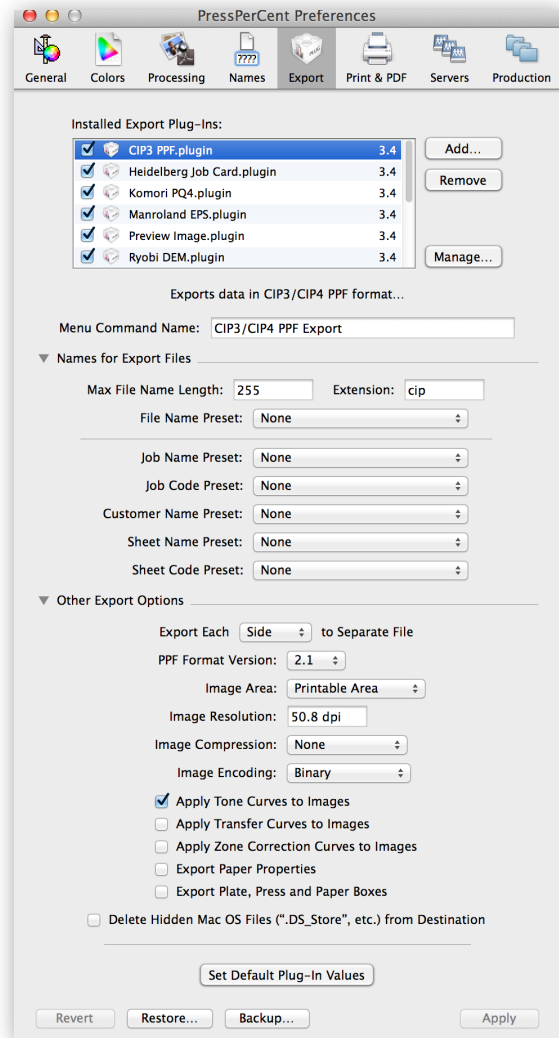 PressPerCent Preferences
General Colors Processing Names Export Print & PDF Servers Production
????
PLUG
Installed Export Plug-Ins:
CIP3 PPF.plugin 3.4 Add...
Heidelberg Job Card.plugin 3.4
Remove
Komori PQ4.plugin 3.4
Manroland EPS.plugin 3.4
Preview Image.plugin 3.4
Ryobi DEM.plugin 3.4 Manage...
Exports data in CIP3/CIP4 PPF format...
Menu Command Name: CIP3/CIP4 PPF Export
Names for Export Files
Max File Name Length: 255 Extension: cip
File Name Preset: None
Job Name Preset: None
Job Code Preset: None
Customer Name Preset: None
Sheet Name Preset: None
Sheet Code Preset: None
Other Export Options
Export Each Side to Separate File
PPF Format Version: 2.1
Image Area: Printable Area
Image Resolution: 50.8 dpi
Image Compression: None
Image Encoding: Binary
Apply Tone Curves to Images
Apply Transfer Curves to Images
Apply Zone Correction Curves to Images
Export Paper Properties
Export Plate, Press and Paper Boxes
Delete Hidden Mac OS Files (“.DS_Store”, etc.) from Destination
Set Default Plug-In Values
Revert Restore... Backup... Apply